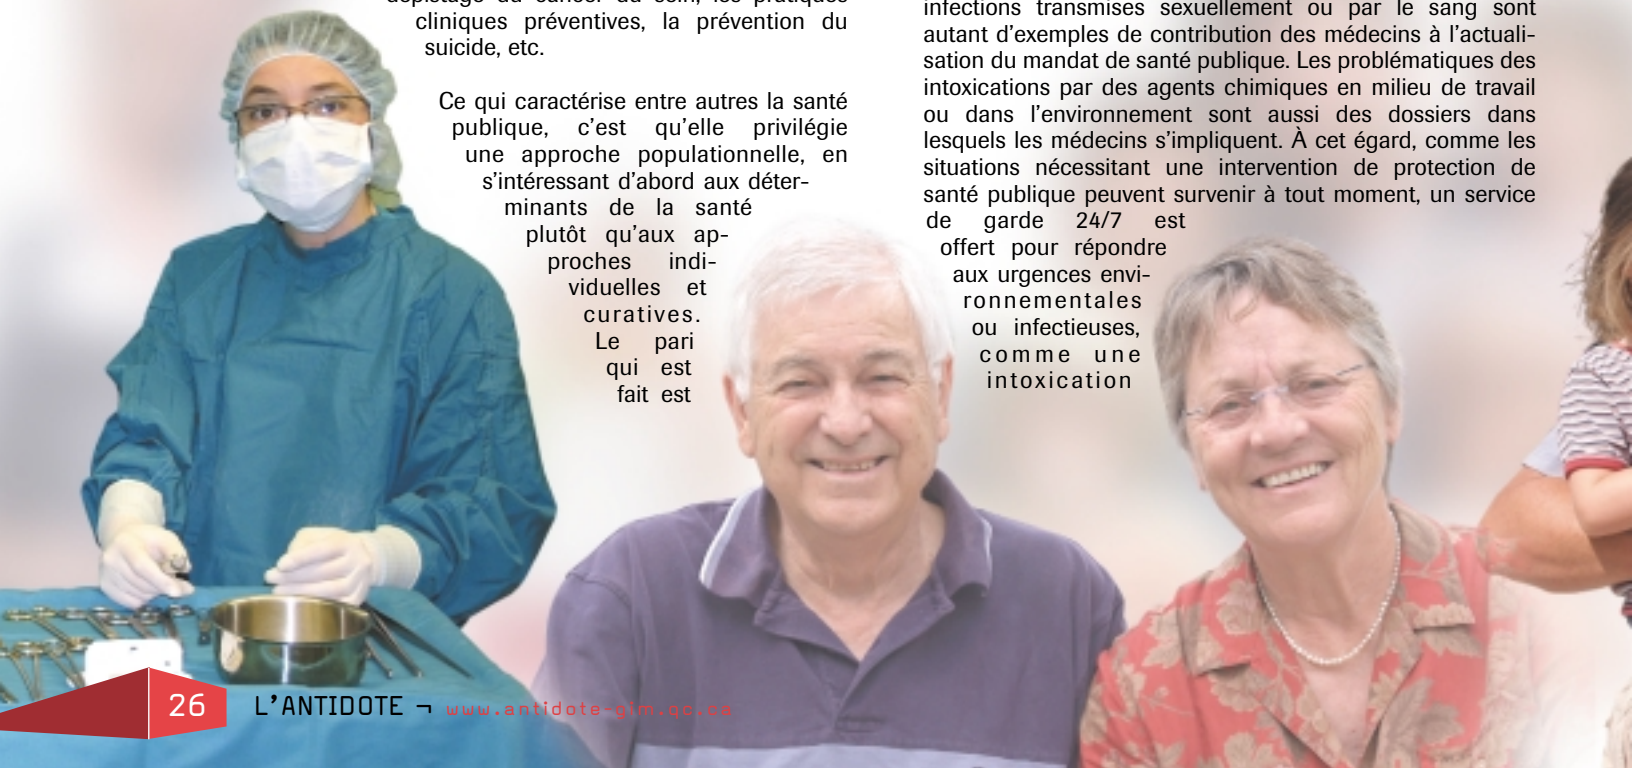 dépistage du cancer du sein, les pratiques
cliniques préventives, la prévention du
suicide, etc.
Ce qui caractérise entre autres la santé
publique, c’est qu’elle privilégie
une approche populationnelle, en
s’intéressant d’abord aux déter-
minants de la santé
plutôt qu’aux ap-
proches indi-
viduelles et
curatives.
Le pari
qui est
fait est
infections transmises sexuellement ou par le sang sont
autant d’exemples de contribution des médecins à l’actuali-
sation du mandat de santé publique. Les problématiques des
intoxications par des agents chimiques en milieu de travail
ou dans l’environnement sont aussi des dossiers dans
lesquels les médecins s’impliquent. À cet égard, comme les
situations nécessitant une intervention de protection de
santé publique peuvent survenir à tout moment, un service
de garde 24/7 est
offert pour répondre
aux urgences envi-
ronnementales
ou infectieuses,
comme une
intoxication
26 L’ANTIDOTE ¬ www.antidote-gim.qc.ca